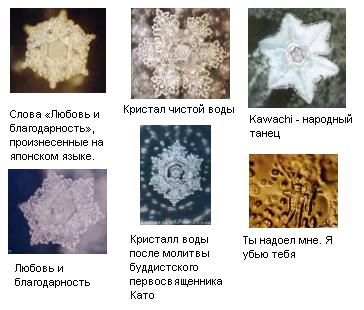 Слова «Любовь и
благодарность»,
произнесенные на
японском языке.
Кристал чистой воды
Kawachi - народный
танец
Любовь и
благодарность
Кристалл воды
после молитвы
буддистского
первосвященника
Като
Ты надоел мне. Я
убью тебя